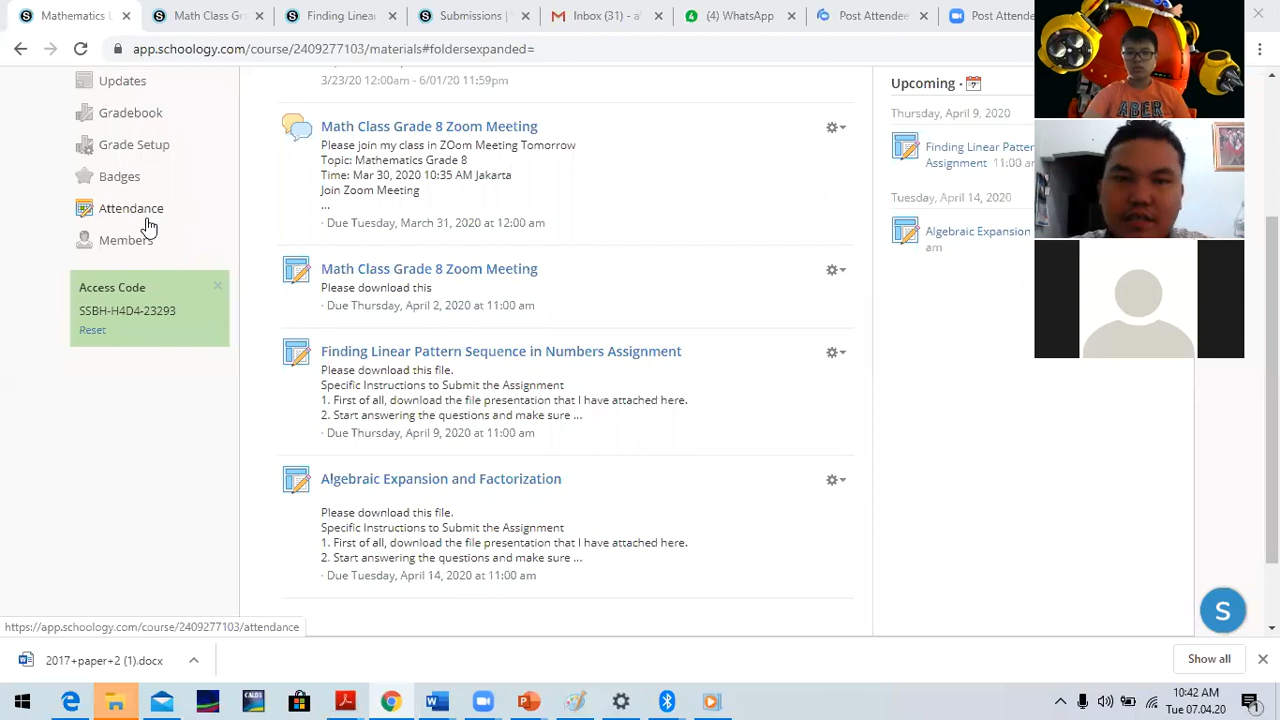 Mathematics L
Math Class Gr
Finding Linear
Submissions |
Inbox (31) - a
(4) WhatsApp
Post Attendee
Post Attende
app.schoology.com/course/2409277103/materials#foldersexpanded=
Updates
Gradebook
Grade Setup
Badges
Attendance
Members
Access Code
SSBH-H4D4-23293
Reset
3/23/20 12:00am - 6/01/20 11:59pm
Math Class Grade 8 Zoom Meeting
Please join my class in ZOom Meeting Tomorrow
Topic: Mathematics Grade 8
Time: Mar 30, 2020 10:35 AM Jakarta
Join Zoom Meeting
...
· Due Tuesday, March 31, 2020 at 12:00 am
Math Class Grade 8 Zoom Meeting
Please download this
· Due Thursday, April 2, 2020 at 11:00 am
Finding Linear Pattern Sequence in Numbers Assignment
Please download this file.
Specific Instructions to Submit the Assignment
1. First of all, download the file presentation that I have attached here.
2. Start answering the questions and make sure ...
· Due Thursday, April 9, 2020 at 11:00 am
Algebraic Expansion and Factorization
Please download this file.
Specific Instructions to Submit the Assignment
1. First of all, download the file presentation that I have attached here.
2. Start answering the questions and make sure ...
· Due Tuesday, April 14, 2020 at 11:00 am
Upcoming ·
Thursday, April 9, 2020
Finding Linear Patter
Assignment 11:00 am
Tuesday, April 14, 2020
Algebraic Expansion
am
ABER
S
https://app.schoology.com/course/2409277103/attendance
2017+paper+2 (1).docx
Show all
10:42 AM
Tue 07.04.20